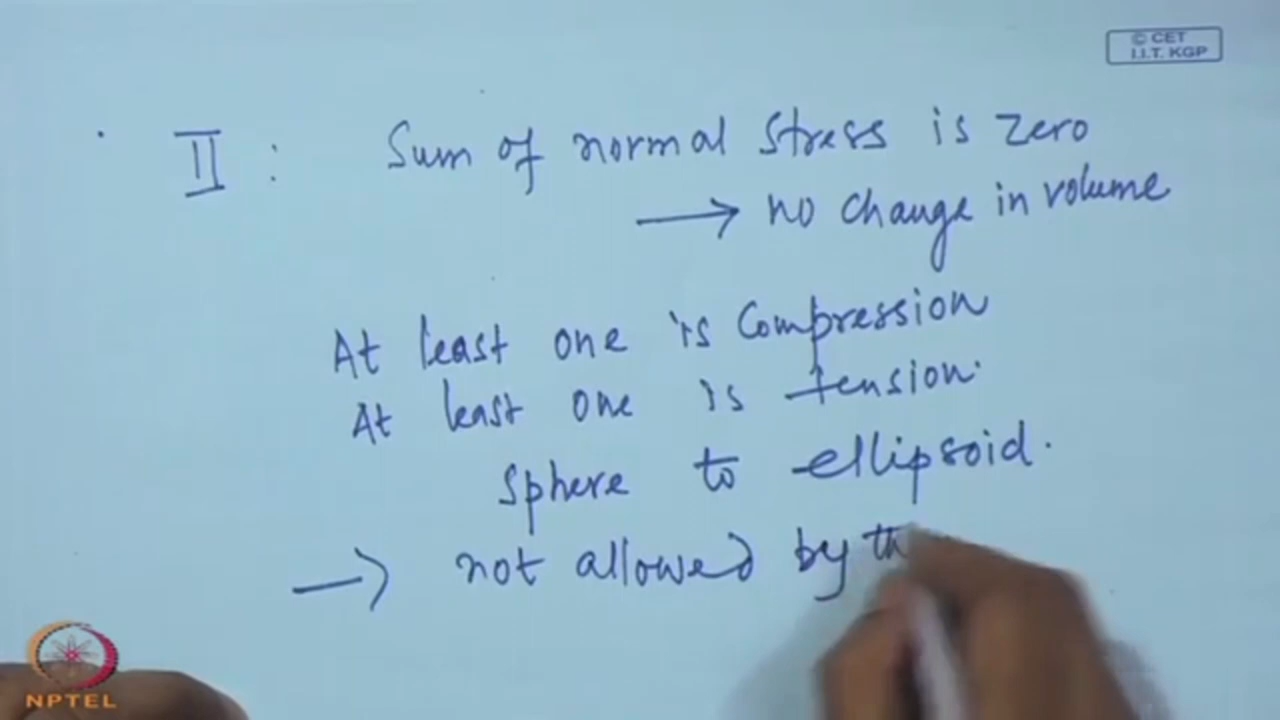 © CET
I.I.T. KGP
II : Sum of normal stress is zero
→ no change in volume
At least one is compression
At least one is tension.
sphere to ellipsoid.
→ not allowed by th
NPTEL